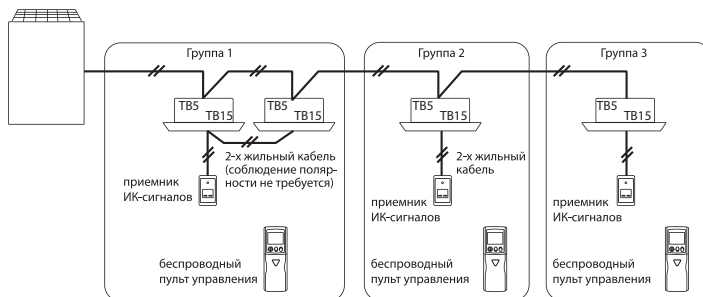 Группа 1
Группа 2
Группа 3
TB5
TB15
TB5
TB15
TB5
TB15
TB5
TB15
2-х жильный кабель
(соблюдение поляр-
ности не требуется)
2-х жильный
кабель
приемник
ИК-сигналов
приемник
ИК-сигналов
приемник
ИК-сигналов
беспроводный
пульт управления
беспроводный
пульт управления
беспроводный
пульт управления